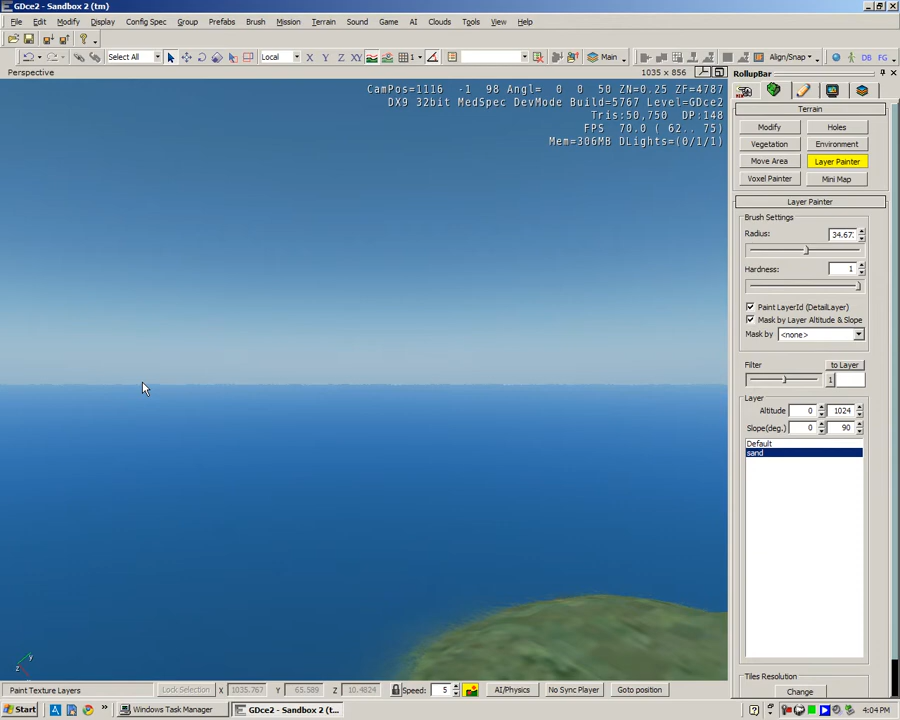 GDce2 - Sandbox 2 (tm)
File Edit Modify Display Config Spec Group Prefabs Brush Mission Terrain Sound Game AI Clouds Tools View Help
Select All Local X Y Z XY 1 Main Align/Snap DB FG
Perspective 1035 x 856
RollupBar
CamPos=1116 -1 98 Angl= 0 0 50 ZN=0.25 ZF=4787
DX9 32bit MedSpec DevMode Build=5767 Level=GDce2
Tris:50,750 DP:148
FPS 70.0 ( 62.. 75)
Mem=306MB DLights=(0/1/1)
Terrain
Modify Holes
Vegetation Environment
Move Area Layer Painter
Voxel Painter Mini Map
Layer Painter
Brush Settings
Radius: 34.67
Hardness: 1
Paint LayerId (DetailLayer)
Mask by Layer Altitude & Slope
Mask by <none>
Filter to Layer
1
Layer
Altitude 0 1024
Slope(deg.) 0 90
Default
sand
Tiles Resolution
Change
Paint Texture Layers Lock Selection X 1035.767 Y 65.589 Z 10.4824 Speed: 5 AI/Physics No Sync Player Goto position
Start Windows Task Manager GDce2 - Sandbox 2 (t... 4:04 PM